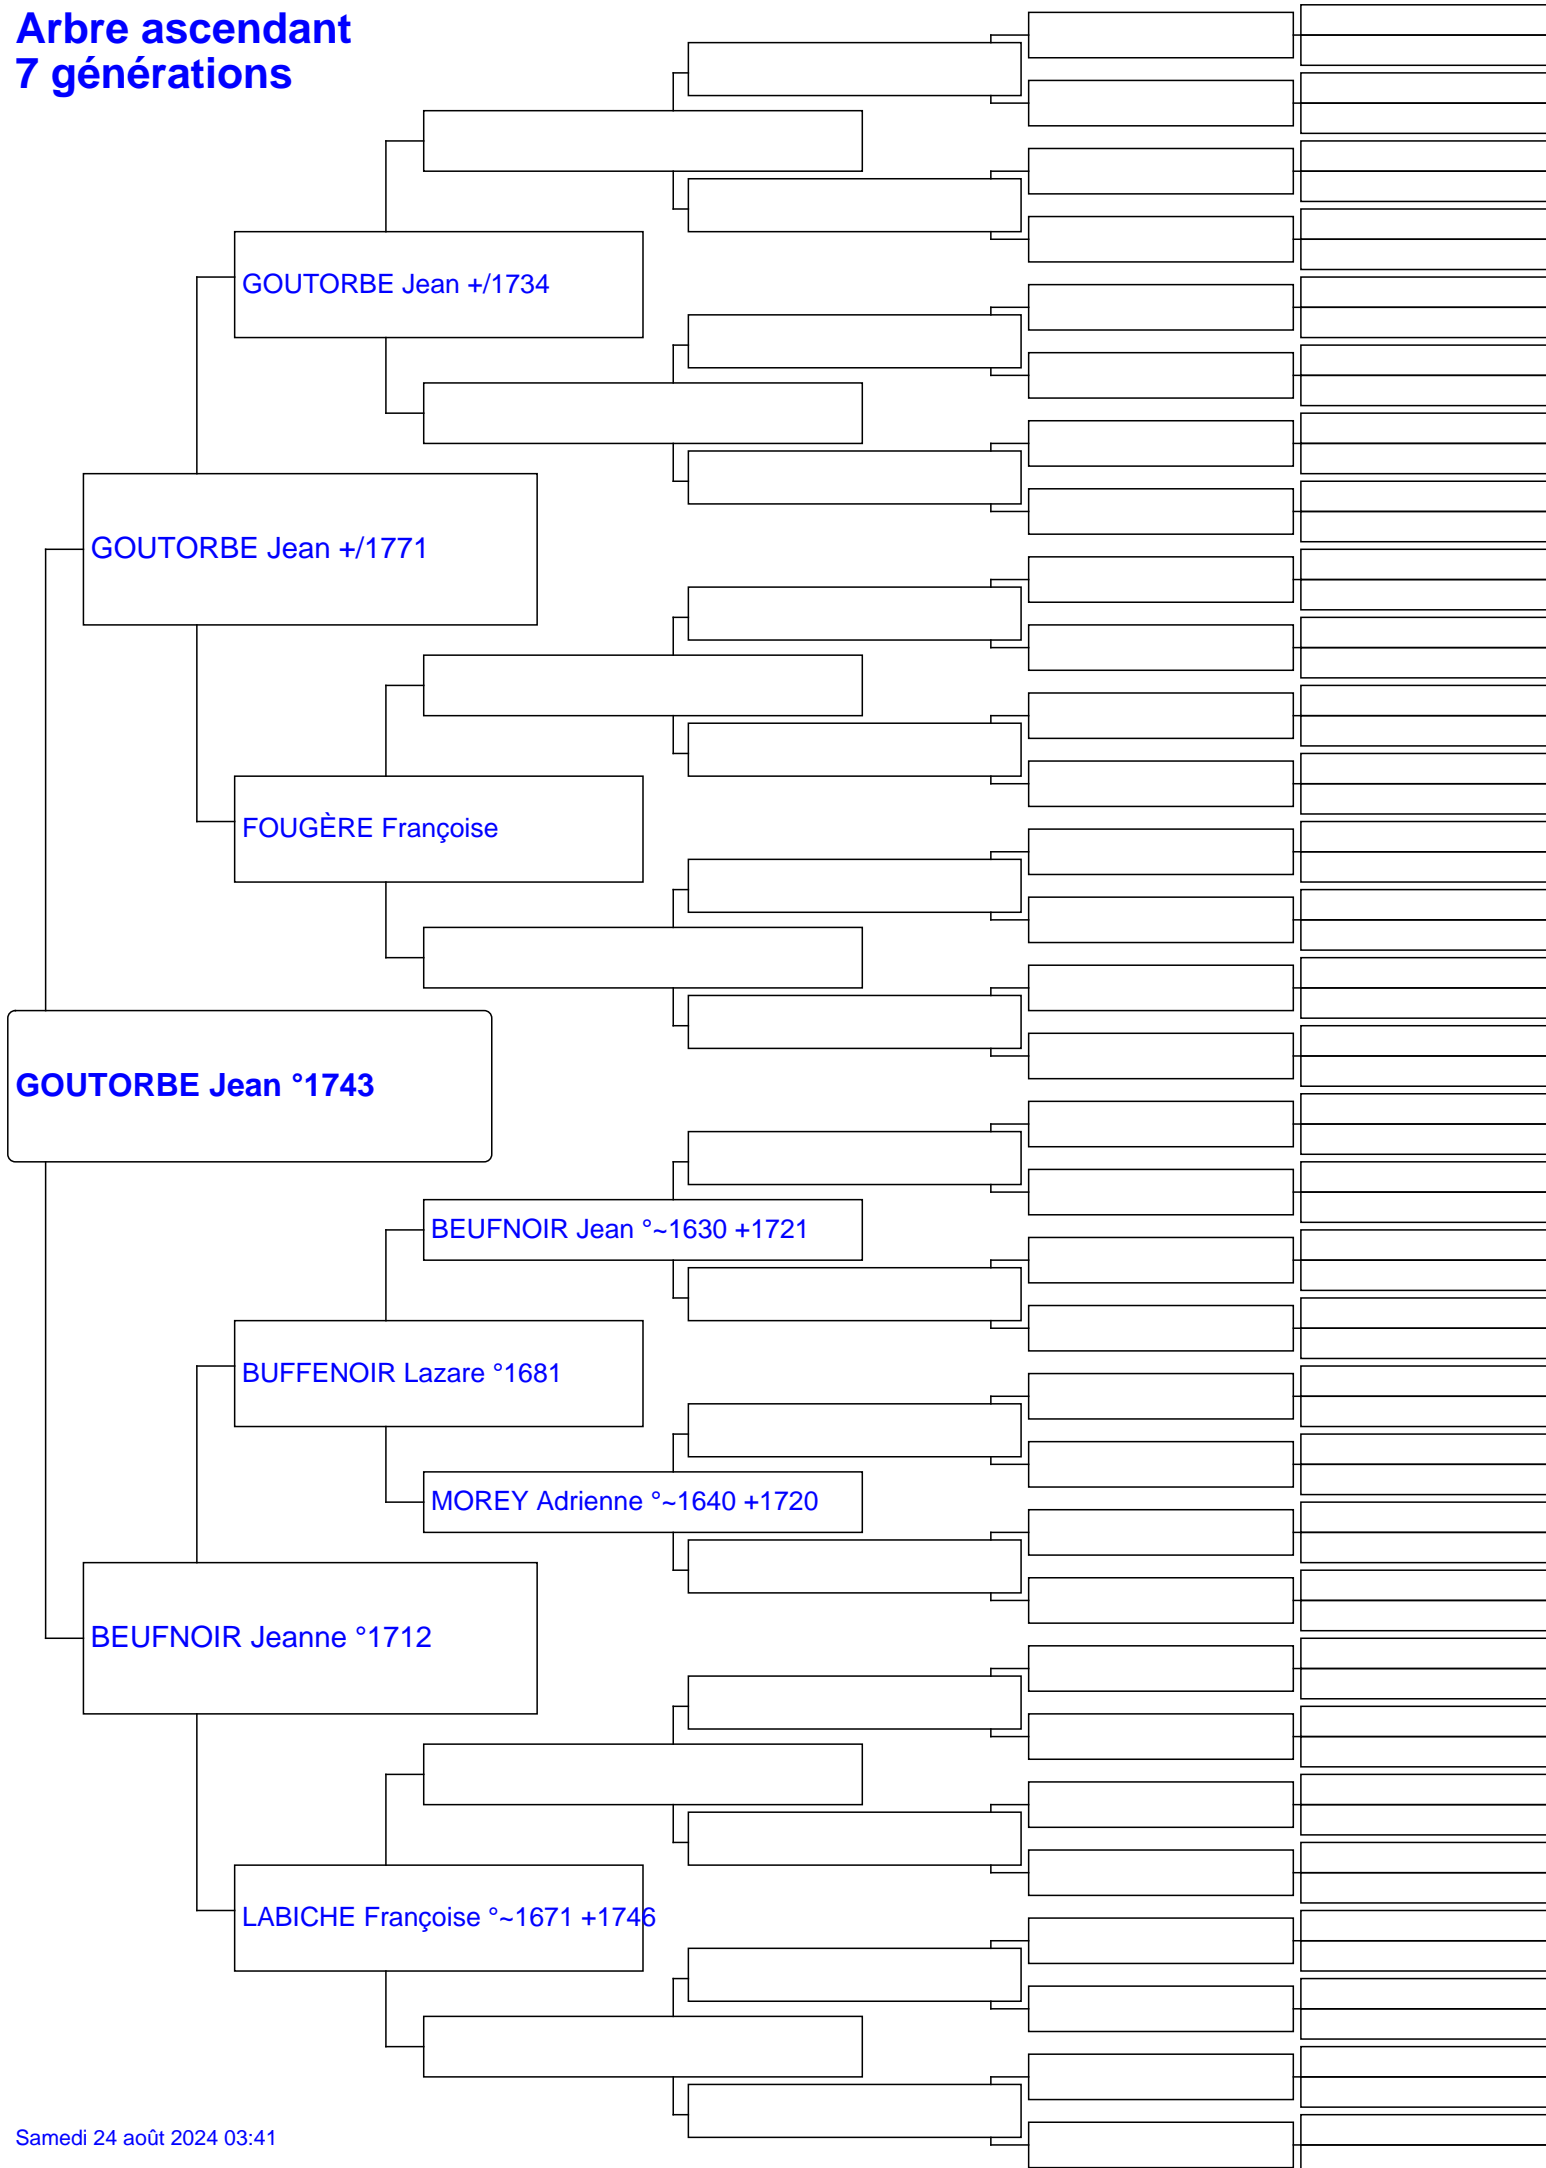 Arbre ascendant
7 générations
GOUTORBE Jean +/1734
GOUTORBE Jean +/1771
FOUGÈRE Françoise
GOUTORBE Jean °1743
BEUFNOIR Jean °~1630 +1721
BUFFENOIR Lazare °1681
MOREY Adrienne °~1640 +1720
BEUFNOIR Jeanne °1712
LABICHE Françoise °~1671 +1746
Samedi 24 août 2024 03:41